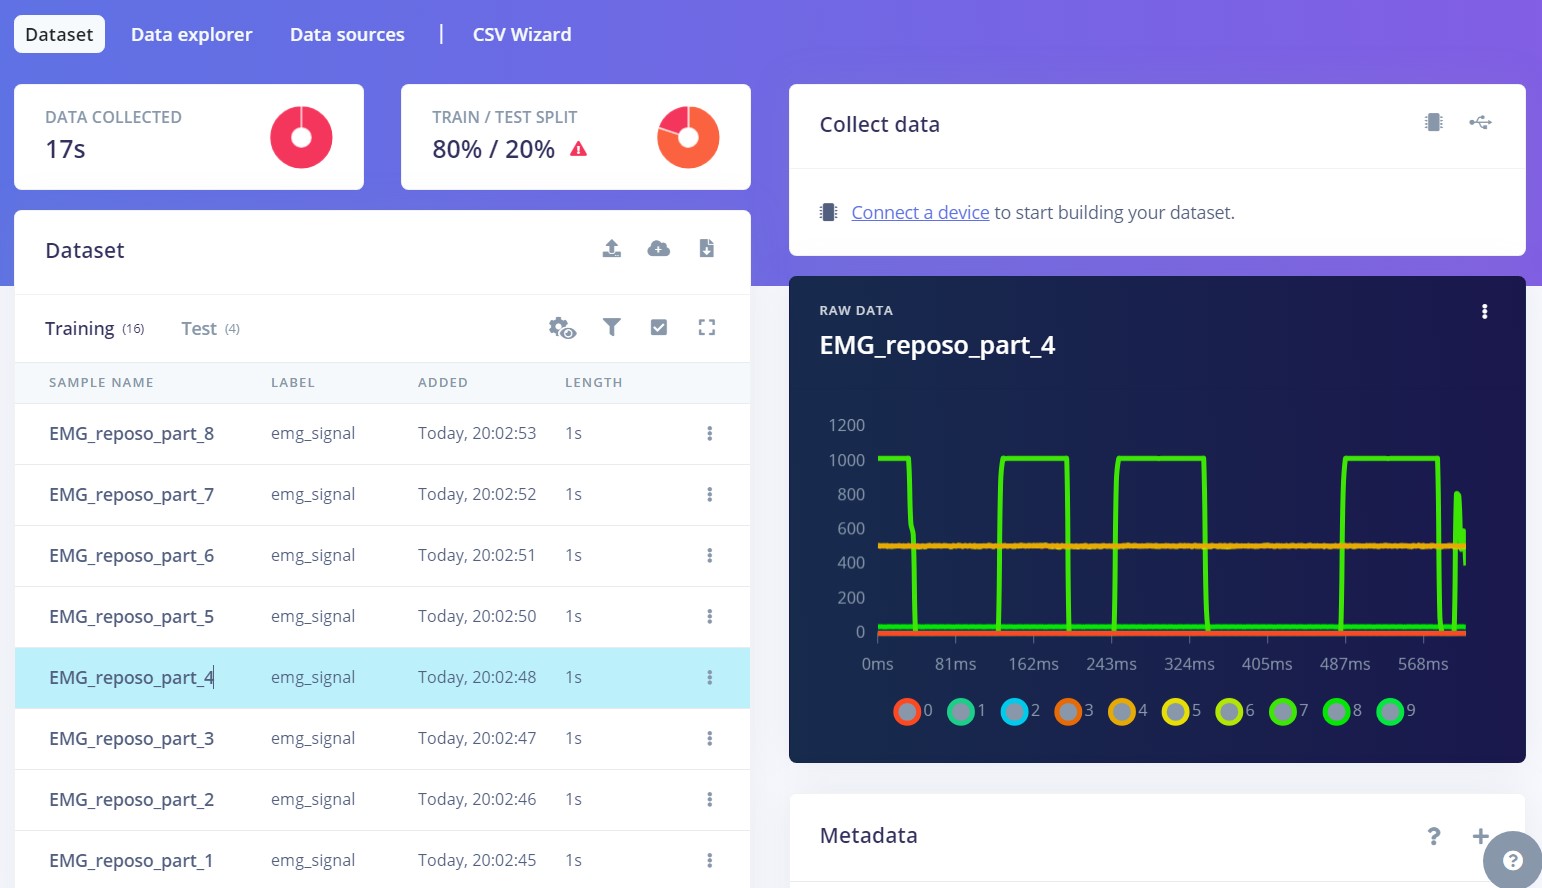 Dataset Data explorer Data sources | CSV Wizard
DATA COLLECTED
17s
TRAIN / TEST SPLIT
80% / 20%
Dataset
Training (16) Test (4)
SAMPLE NAME LABEL ADDED LENGTH
EMG_reposo_part_8 emg_signal Today, 20:02:53 1s
EMG_reposo_part_7 emg_signal Today, 20:02:52 1s
EMG_reposo_part_6 emg_signal Today, 20:02:51 1s
EMG_reposo_part_5 emg_signal Today, 20:02:50 1s
EMG_reposo_part_4 emg_signal Today, 20:02:48 1s
EMG_reposo_part_3 emg_signal Today, 20:02:47 1s
EMG_reposo_part_2 emg_signal Today, 20:02:46 1s
EMG_reposo_part_1 emg_signal Today, 20:02:45 1s
Collect data
Connect a device to start building your dataset.
RAW DATA
EMG_reposo_part_4
1200
1000
800
600
400
200
0
0ms 81ms 162ms 243ms 324ms 405ms 487ms 568ms
0 1 2 3 4 5 6 7 8 9
Metadata ? +
?